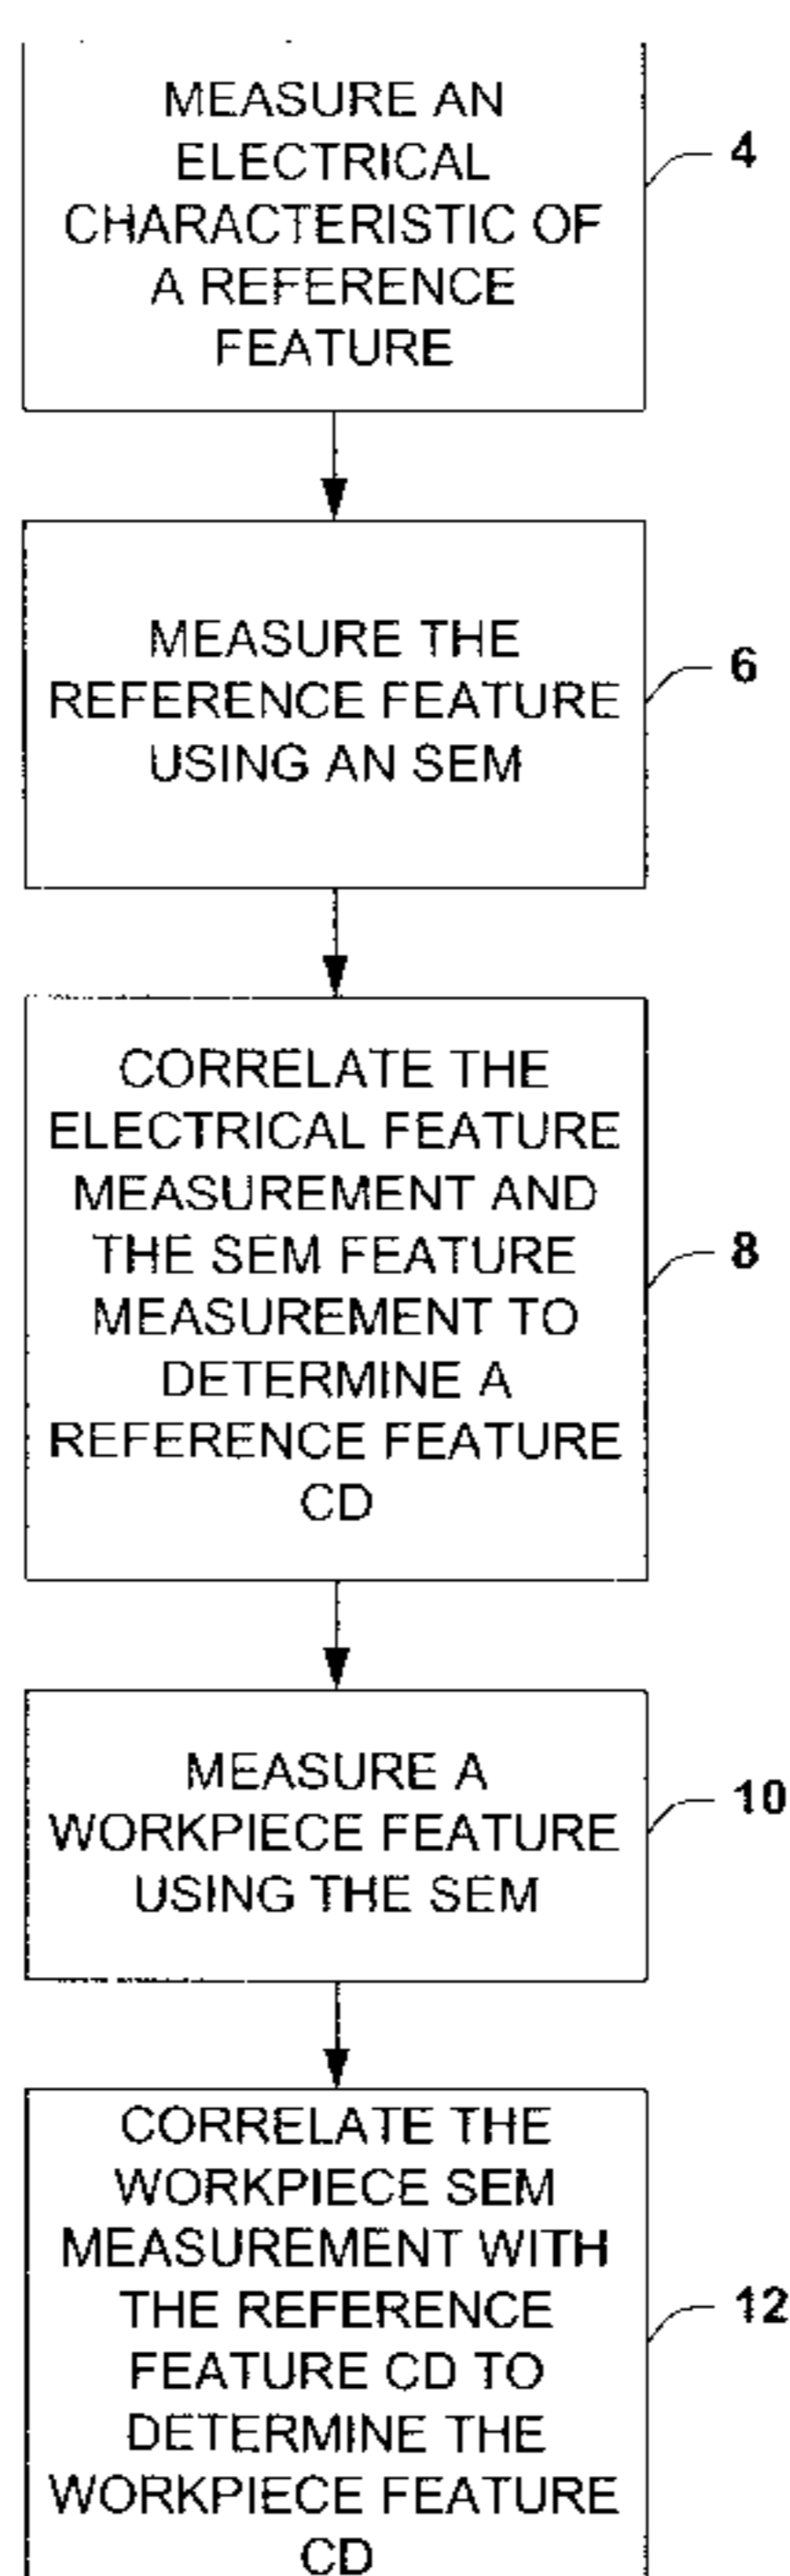 MEASURE AN
ELECTRICAL
CHARACTERISTIC OF
A REFERENCE
FEATURE
4
MEASURE THE
REFERENCE FEATURE
USING AN SEM
6
CORRELATE THE
ELECTRICAL FEATURE
MEASUREMENT AND
THE SEM FEATURE
MEASUREMENT TO
DETERMINE A
REFERENCE FEATURE
CD
8
MEASURE A
WORKPIECE FEATURE
USING THE SEM
10
CORRELATE THE
WORKPIECE SEM
MEASUREMENT WITH
THE REFERENCE
FEATURE CD TO
DETERMINE THE
WORKPIECE FEATURE
CD
12